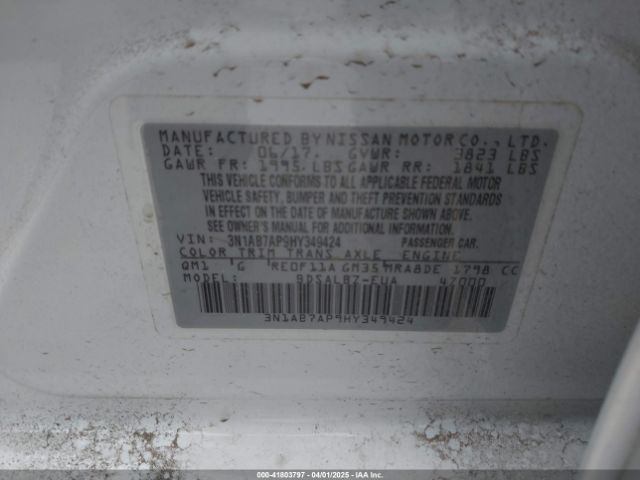 MANUFACTURED BY NISSAN MOTOR CO., LTD.
DATE: 06/17. GVWR: 3823 LBS
GAWR FR: 1995 LBS GAWR RR: 1841 LBS
THIS VEHICLE CONFORMS TO ALL APPLICABLE FEDERAL MOTOR
VEHICLE SAFETY, BUMPER AND THEFT PREVENTION STANDARDS
IN EFFECT ON THE DATE OF MANUFACTURE SHOWN ABOVE.
SEE OWNER'S MANUAL FOR ADDITIONAL INFORMATION.
VIN: 3N1AB7AP9HY349424 PASSENGER CAR.
COLOR TRIM TRANS AXLE ENGINE
QM1 G RE0F11A GM35 MRA8DE 1798 CC
MODEL: BDSALBZ-EUA 47000
3N1AB7AP9HY349424
000-41803797 - 04/01/2025 - IAAI.COM